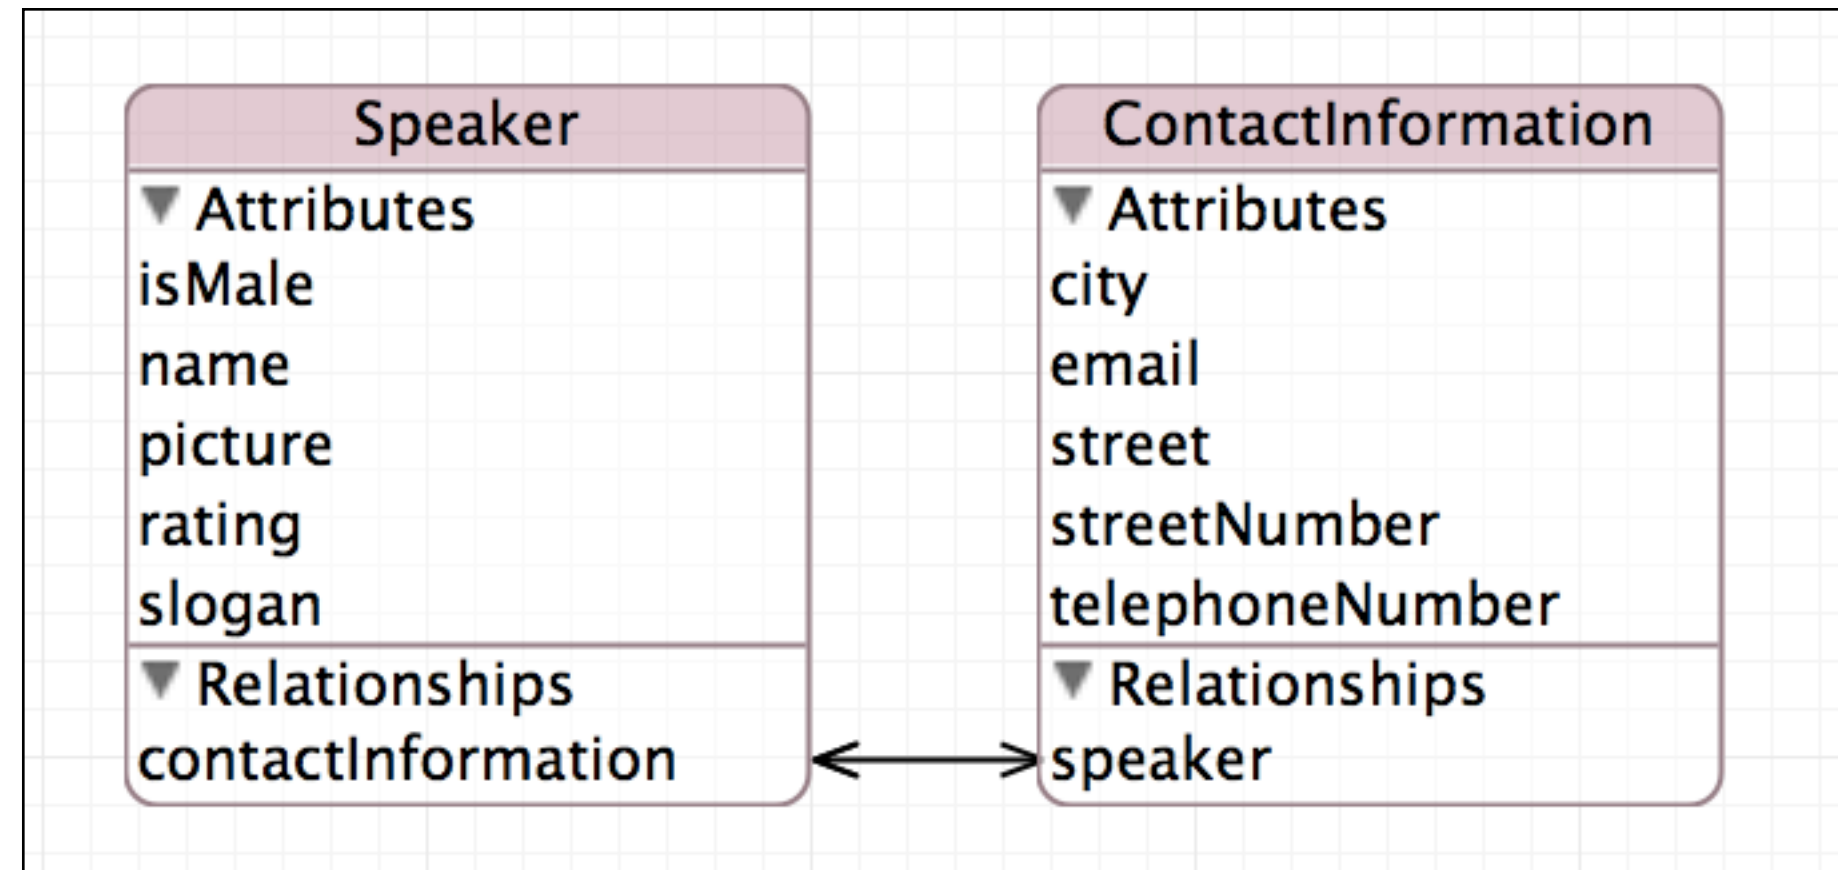 Speaker
Attributes
isMale
name
picture
rating
slogan
Relationships
contactInformation
ContactInformation
Attributes
city
email
street
streetNumber
telephoneNumber
Relationships
speaker